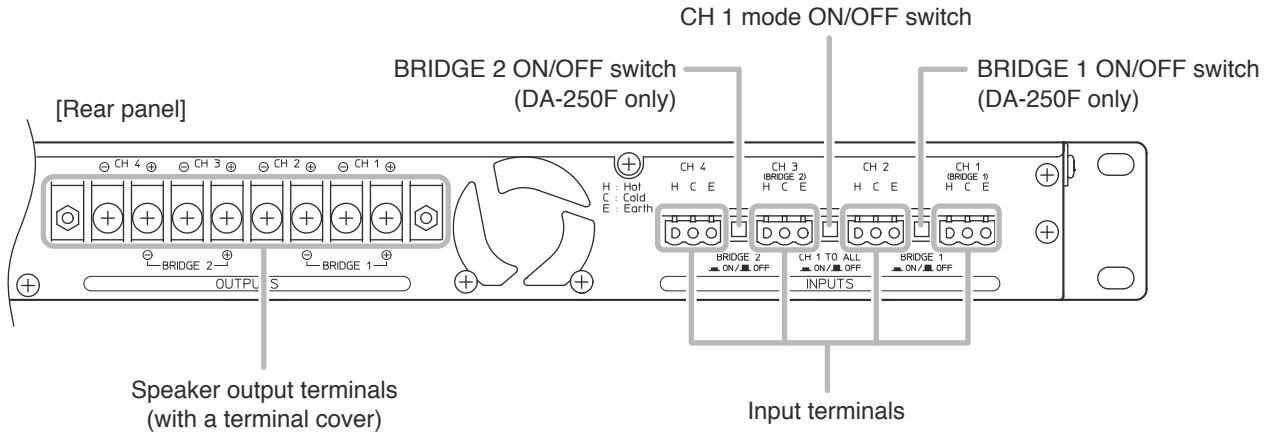 CH 1 mode ON/OFF switch
BRIDGE 2 ON/OFF switch
(DA-250F only)
BRIDGE 1 ON/OFF switch
(DA-250F only)
[Rear panel]
⊖ CH 4 ⊕ ⊖ CH 3 ⊕ ⊖ CH 2 ⊕ ⊖ CH 1 ⊕
H : Hot
C : Cold
E : Earth
CH 4
H C E
CH 3
(BRIDGE 2)
H C E
CH 2
H C E
CH 1
(BRIDGE 1)
H C E
⊖ ⊕
BRIDGE 2
⊖ ⊕
BRIDGE 1
OUTPUTS
BRIDGE 2
ON/ OFF
CH 1 TO ALL
ON/ OFF
BRIDGE 1
ON/ OFF
INPUTS
Speaker output terminals
(with a terminal cover)
Input terminals